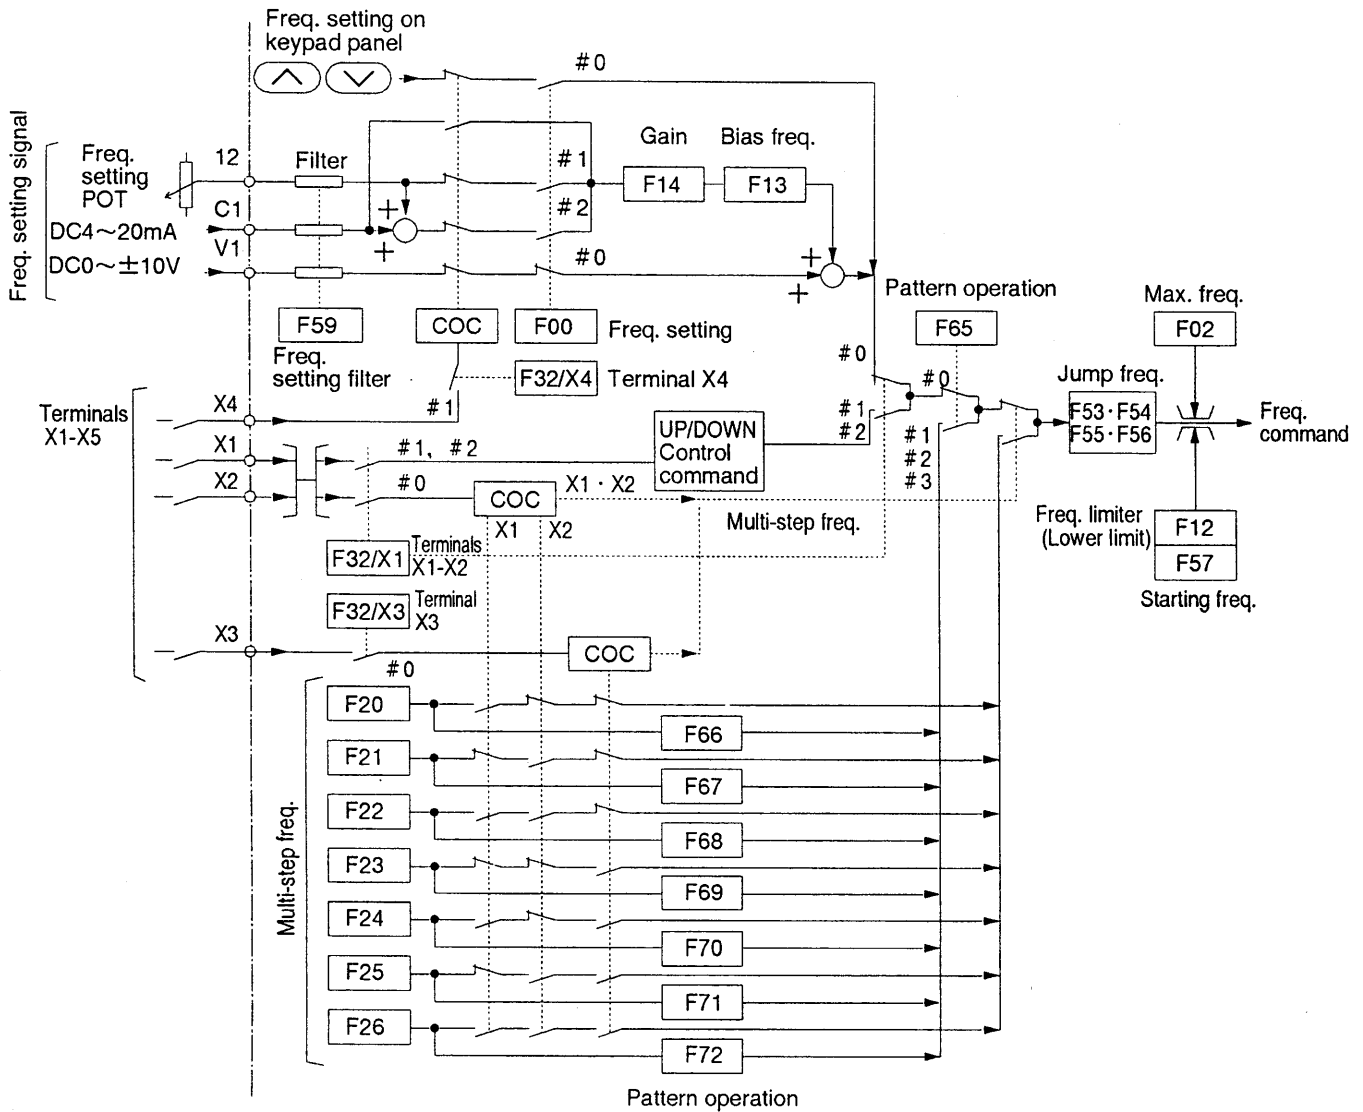 Freq. setting on
keypad panel
#0
Freq. setting signal
Freq.
setting
POT
12
Filter
#1
Gain
Bias freq.
F14
F13
C1
DC4～20mA
+
+
#2
V1
DC0～±10V
#0
+
+
F59
COC
F00
Freq. setting
Freq.
setting filter
F32/X4
Terminal X4
#1
Pattern operation
F65
Max. freq.
F02
#0
#0
Jump freq.
F53·F54
F55·F56
Freq.
command
Terminals
X1-X5
X4
X1
X2
#1, #2
#0
UP/DOWN
Control
command
#1
#2
#1
#2
#3
COC
X1·X2
X1
X2
Multi-step freq.
Freq. limiter
(Lower limit)
F12
F57
Starting freq.
F32/X1
Terminals
X1-X2
F32/X3
Terminal
X3
X3
#0
COC
Multi-step freq.
F20
F66
F21
F67
F22
F68
F23
F69
F24
F70
F25
F71
F26
F72
Pattern operation